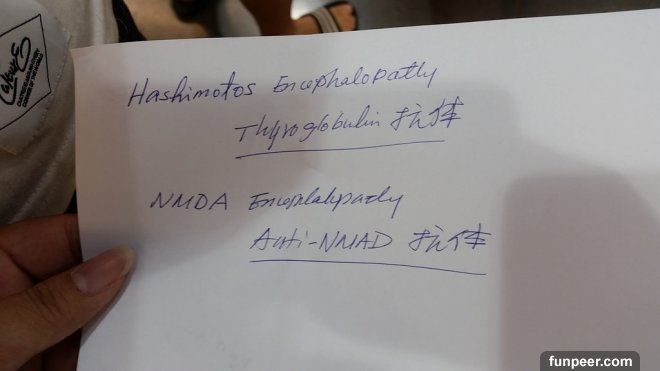 Hashimotos Encephalopathy
Thyroglobulin 抗体
NMDA Encephalopathy
Anti-NMAD 抗体
funpeer.com